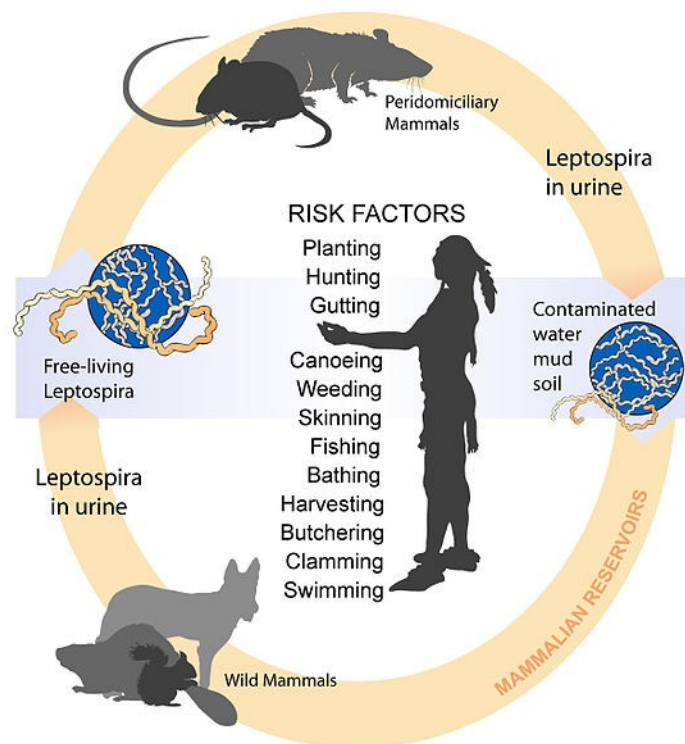 Peridomiciliary
Mammals
Leptospira
in urine
RISK FACTORS
Planting
Hunting
Gutting
Canoeing
Weeding
Skinning
Fishing
Bathing
Harvesting
Butchering
Clamming
Swimming
Free-living
Leptospira
Contaminated
water
mud
soil
Leptospira
in urine
MAMMALIAN RESERVOIRS
Wild Mammals